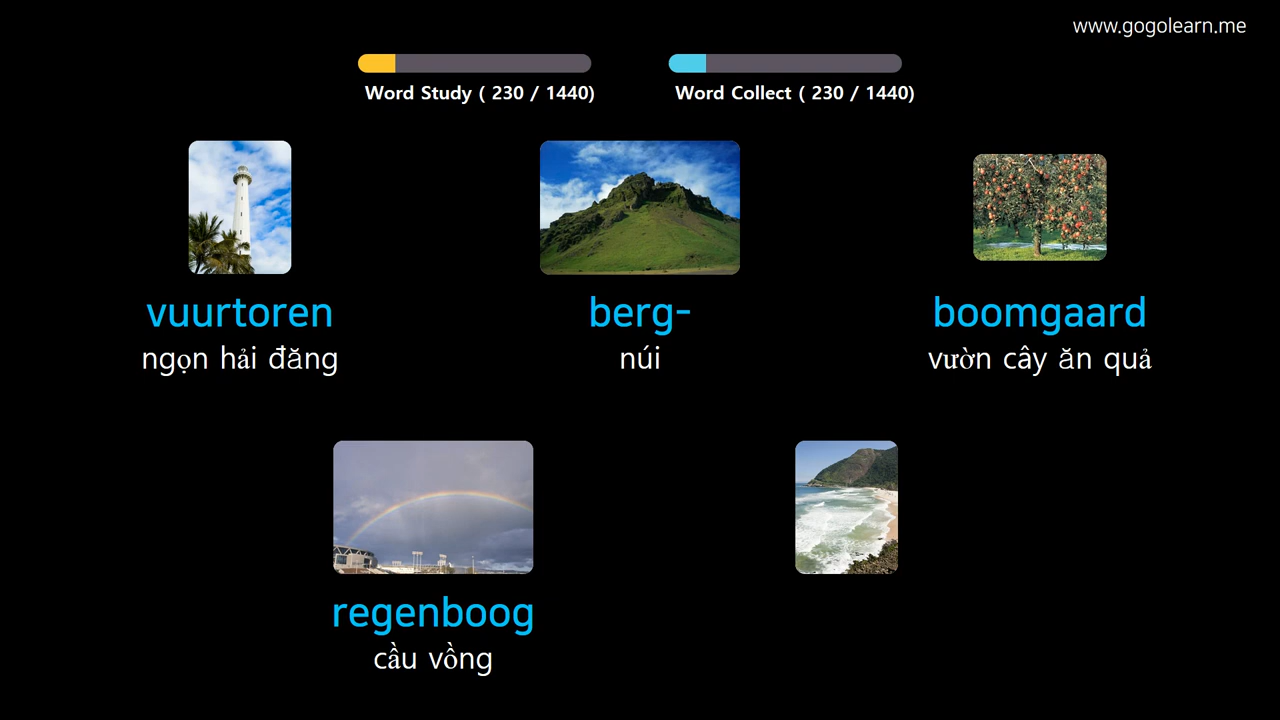 www.gogolearn.me
Word Study ( 230 / 1440)
Word Collect ( 230 / 1440)
vuurtoren
ngọn hải đăng
berg-
núi
boomgaard
vườn cây ăn quả
regenboog
cầu vồng